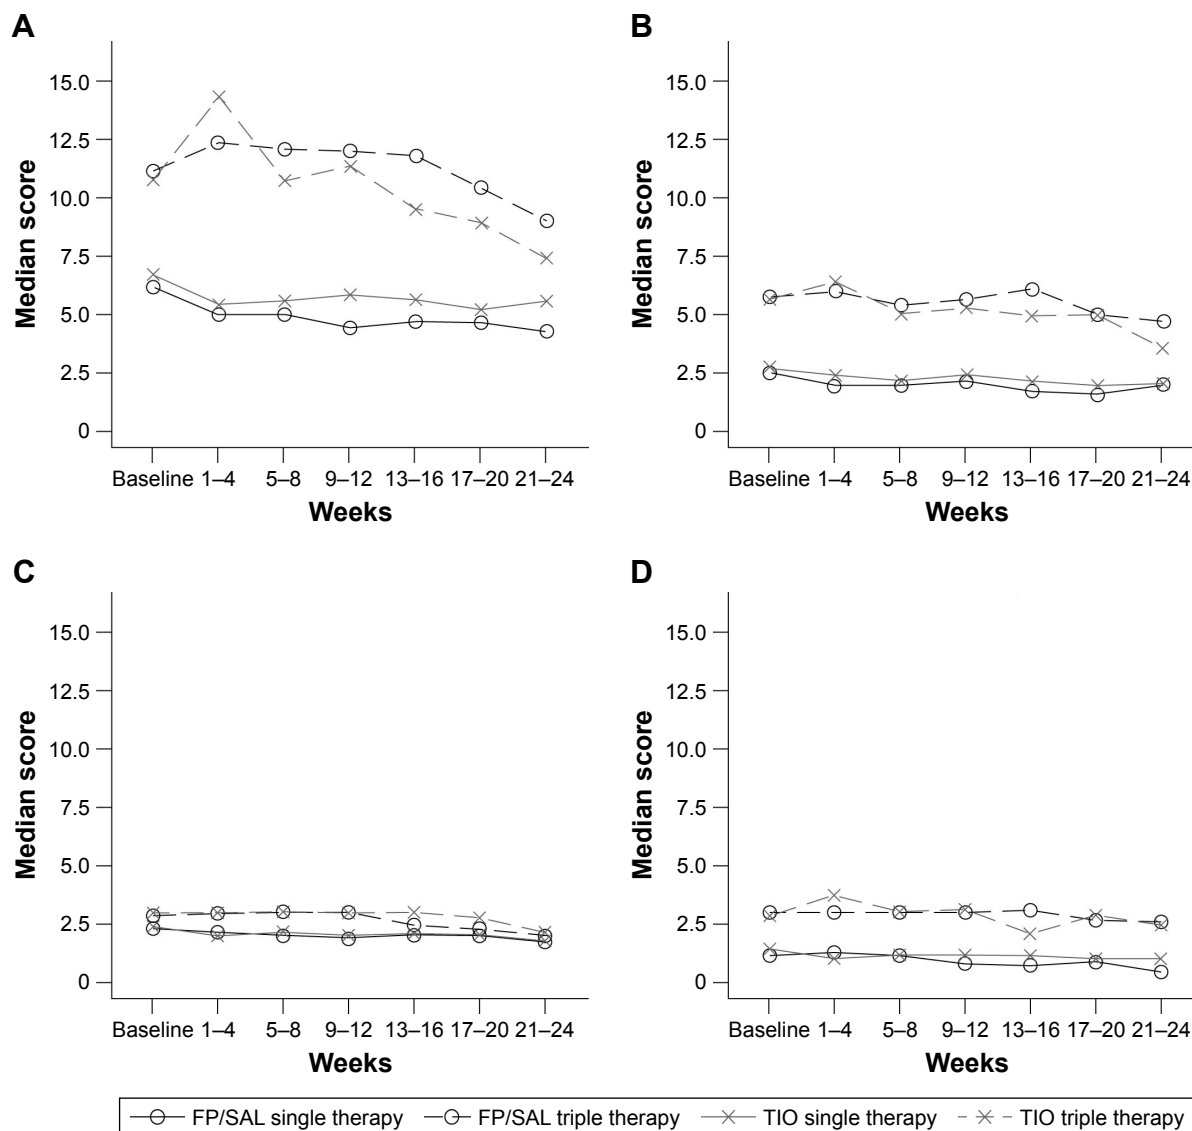 A
Median score
15.0
12.5
10.0
7.5
5.0
2.5
0
Baseline 1–4 5–8 9–12 13–16 17–20 21–24
Weeks
B
Median score
15.0
12.5
10.0
7.5
5.0
2.5
0
Baseline 1–4 5–8 9–12 13–16 17–20 21–24
Weeks
C
Median score
15.0
12.5
10.0
7.5
5.0
2.5
0
Baseline 1–4 5–8 9–12 13–16 17–20 21–24
Weeks
D
Median score
15.0
12.5
10.0
7.5
5.0
2.5
0
Baseline 1–4 5–8 9–12 13–16 17–20 21–24
Weeks
FP/SAL single therapy FP/SAL triple therapy TIO single therapy TIO triple therapy